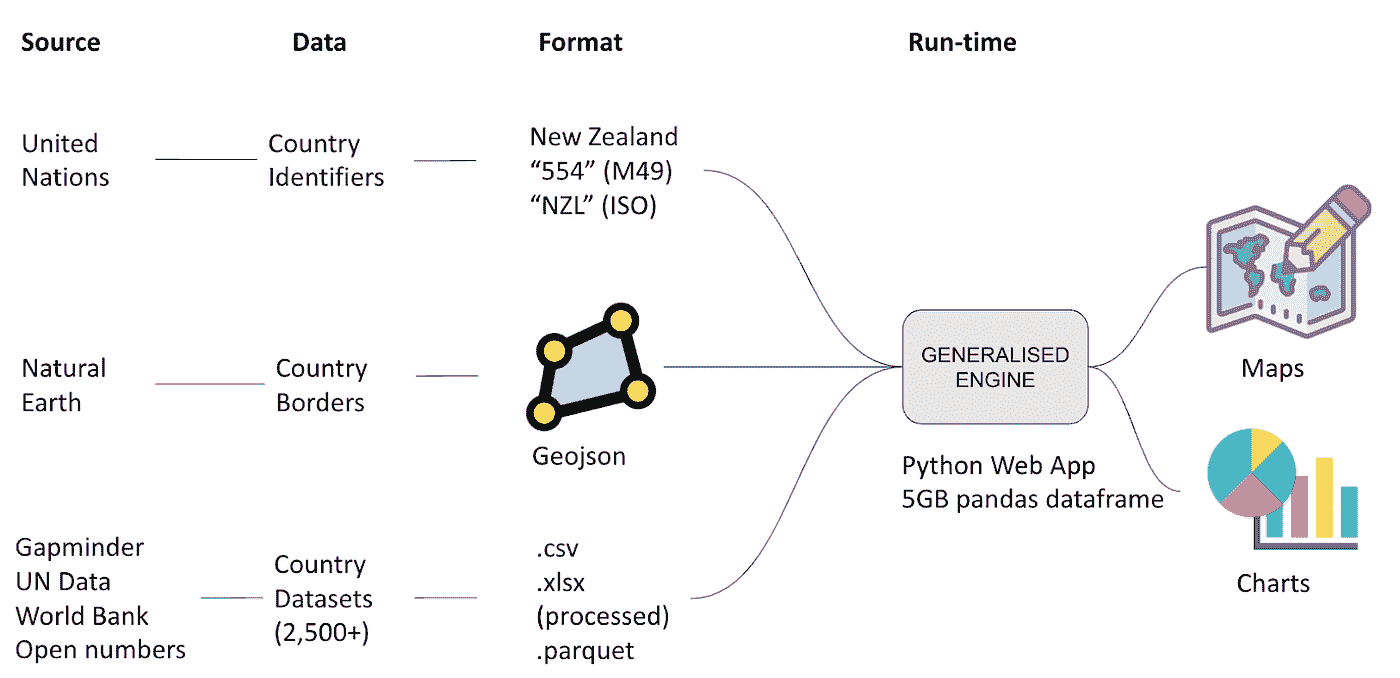 Source
Data
Format
Run-time
United
Nations
Country
Identifiers
New Zealand
“554” (M49)
“NZL” (ISO)
Natural
Earth
Country
Borders
Geojson
GENERALISED
ENGINE
Python Web App
5GB pandas dataframe
Maps
Gapminder
UN Data
World Bank
Open numbers
Country
Datasets
(2,500+)
.csv
.xlsx
(processed)
.parquet
Charts